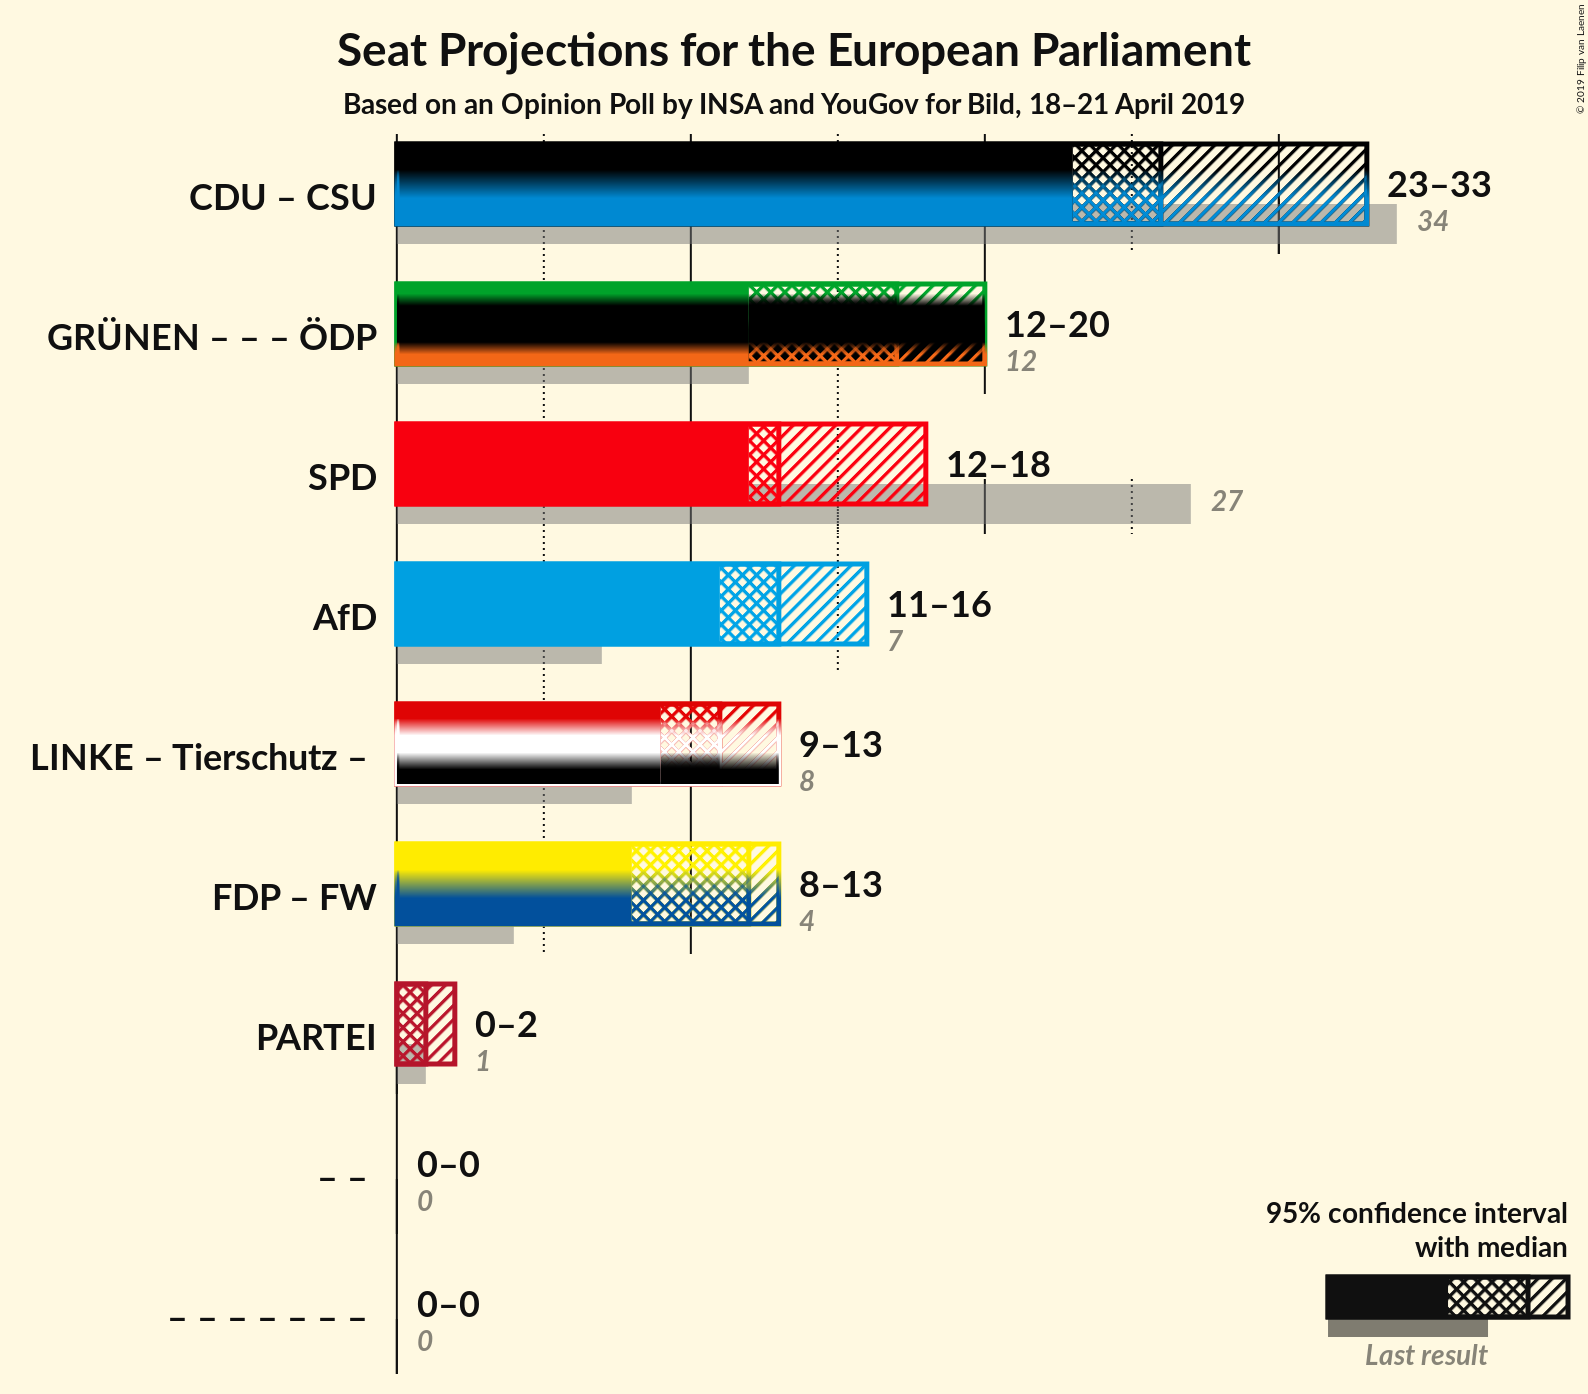 Seat Projections for the European Parliament
Based on an Opinion Poll by INSA and YouGov for Bild, 18–21 April 2019
© 2019 Filip van Laenen
CDU – CSU
23–33
34
GRÜNEN – – – ÖDP
12–20
12
SPD
12–18
27
AfD
11–16
7
LINKE – Tierschutz –
9–13
8
FDP – FW
8–13
4
PARTEI
0–2
1
– –
0–0
0
– – – – – – –
0–0
0
95% confidence interval
with median
Last result